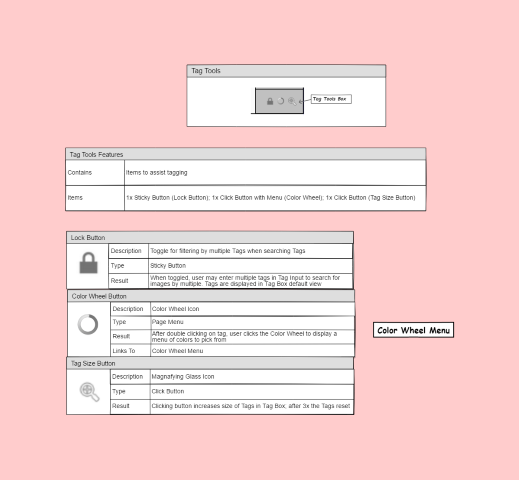 Tag Tools
Tag Tools Box
Tag Tools Features
Contains
Items to assist tagging
Items
1x Sticky Button (Lock Button); 1x Click Button with Menu (Color Wheel); 1x Click Button (Tag Size Button)
Lock Button
Description
Toggle for filtering by multiple Tags when searching Tags
Type
Sticky Button
Result
When toggled, user may enter multiple tags in Tag Input to search for
images by multiple. Tags are displayed in Tag Box default view
Color Wheel Button
Description
Color Wheel Icon
Type
Page Menu
Result
After double clicking on tag, user clicks the Color Wheel to display a
menu of colors to pick from
Links To
Color Wheel Menu
Color Wheel Menu
Tag Size Button
Description
Magnafying Glass Icon
Type
Click Button
Result
Clicking button increases size of Tags in Tag Box; after 3x the Tags reset